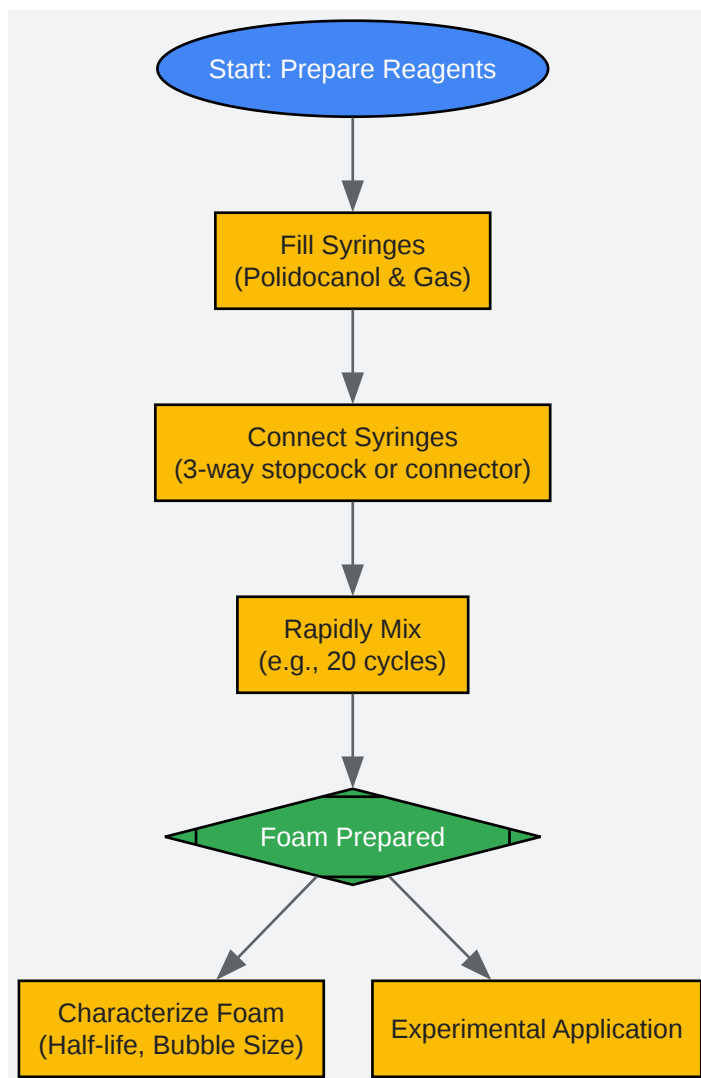 Start: Prepare Reagents
Fill Syringes
(Polidocanol & Gas)
Connect Syringes
(3-way stopcock or connector)
Rapidly Mix
(e.g., 20 cycles)
Foam Prepared
Characterize Foam
(Half-life, Bubble Size)
Experimental Application